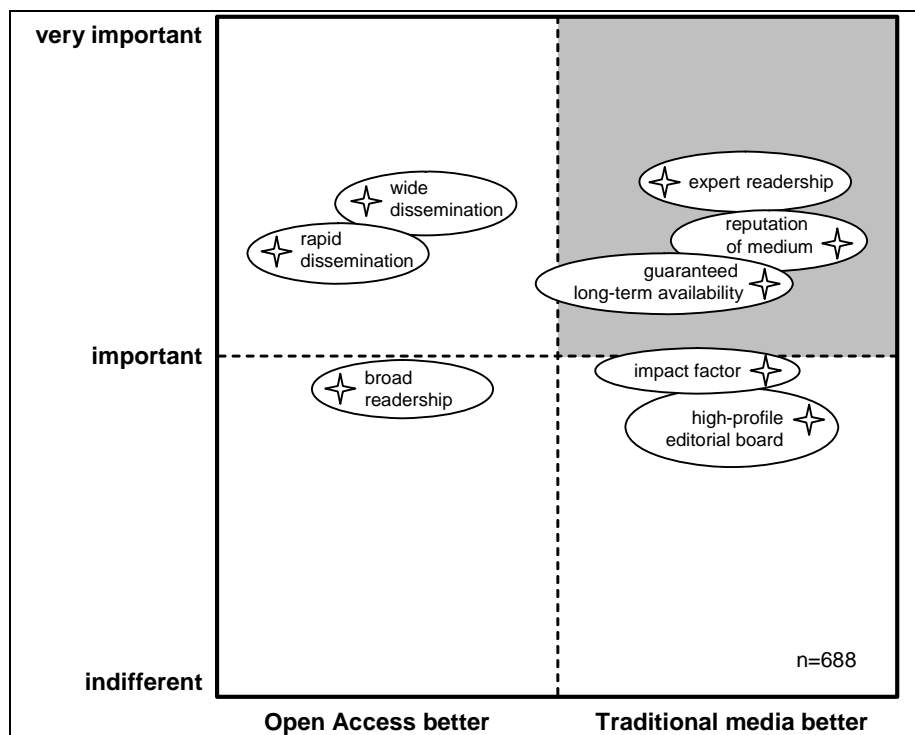 very important
expert readership
wide
dissemination
reputation
of medium
rapid
dissemination
guaranteed
long-term availability
important
impact factor
broad
readership
high-profile
editorial board
n=688
indifferent
Open Access better
Traditional media better